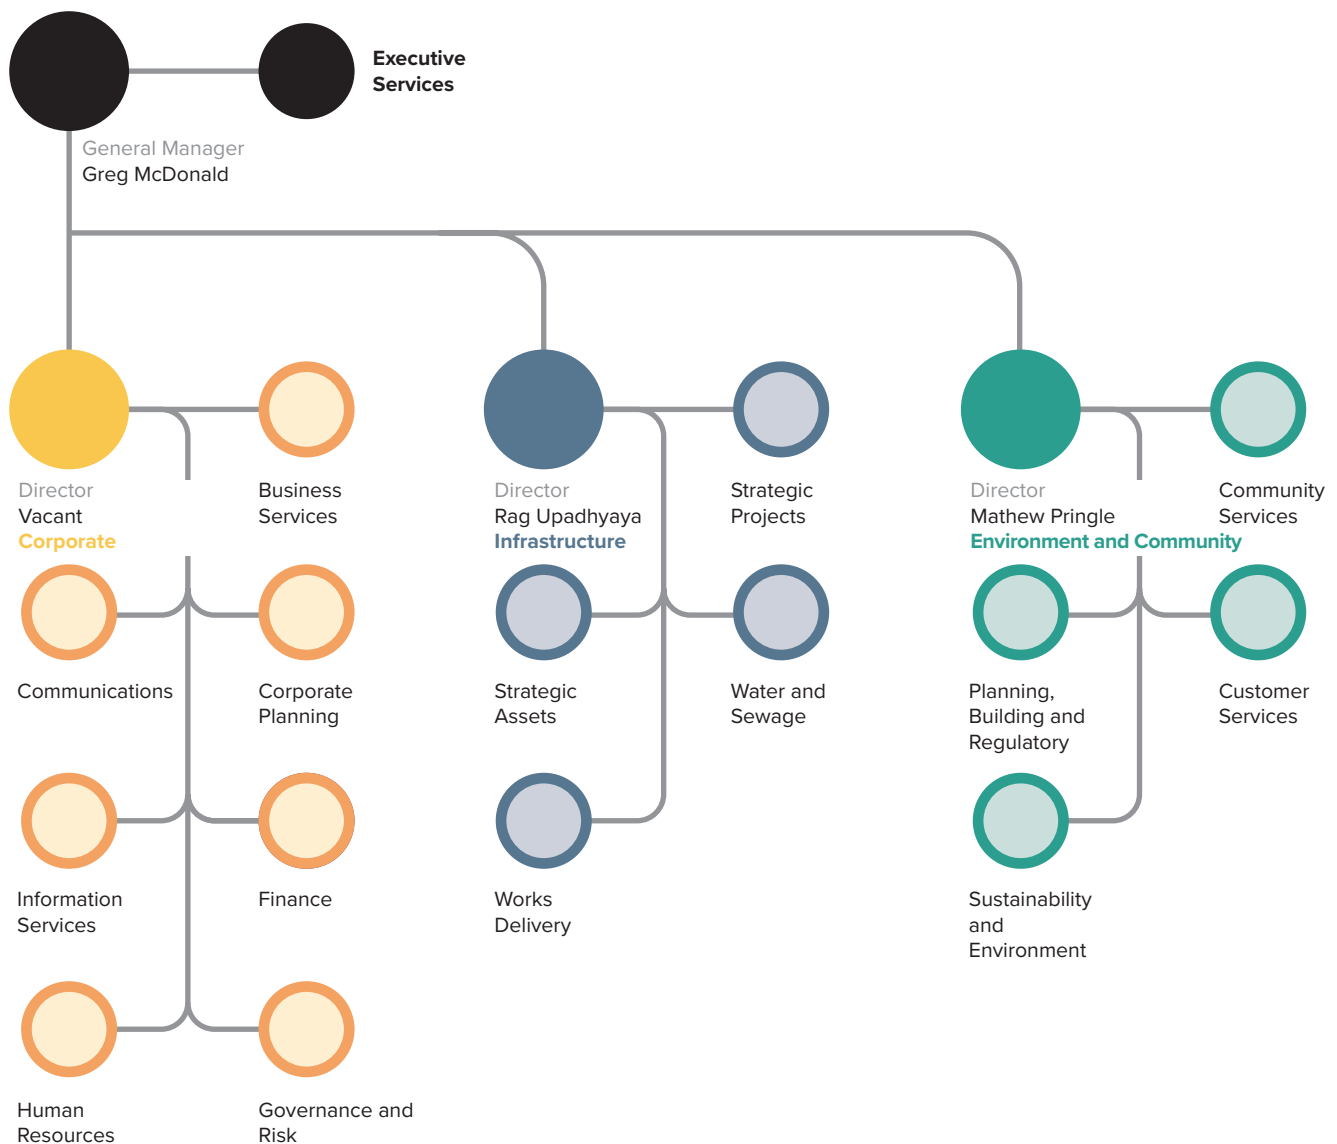 Executive
Services
General Manager
Greg McDonald
Director
Vacant
Corporate
Business
Services
Director
Rag Upadhyaya
Infrastructure
Strategic
Projects
Director
Mathew Pringle
Environment and Community
Community
Services
Communications
Corporate
Planning
Strategic
Assets
Water and
Sewage
Planning,
Building and
Regulatory
Customer
Services
Information
Services
Finance
Works
Delivery
Sustainability
and
Environment
Human
Resources
Governance and
Risk